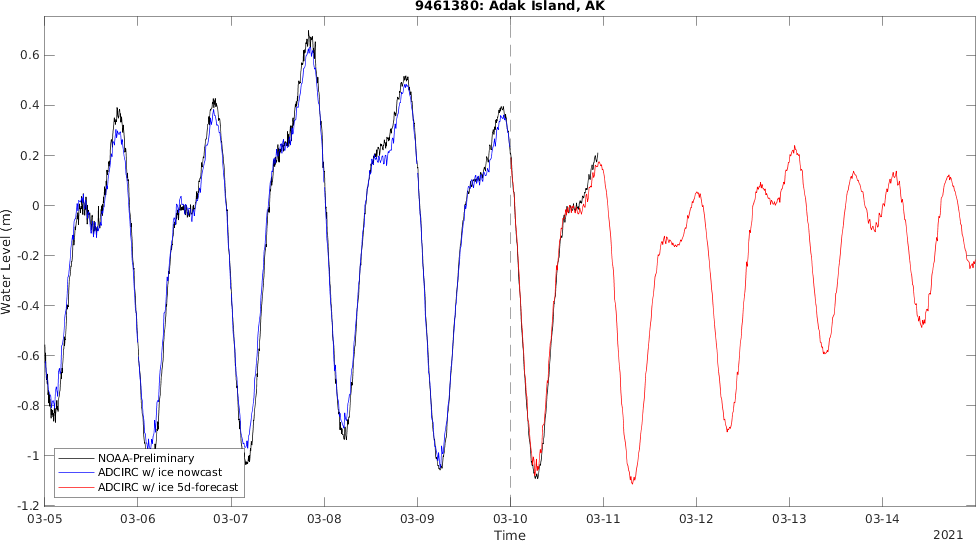 9461380: Adak Island, AK
Water Level (m)
0.6
0.4
0.2
0
-0.2
-0.4
-0.6
-0.8
-1
-1.2
NOAA-Preliminary
ADCIRC w/ ice nowcast
ADCIRC w/ ice 5d-forecast
03-05 03-06 03-07 03-08 03-09 03-10 03-11 03-12 03-13 03-14
Time
2021